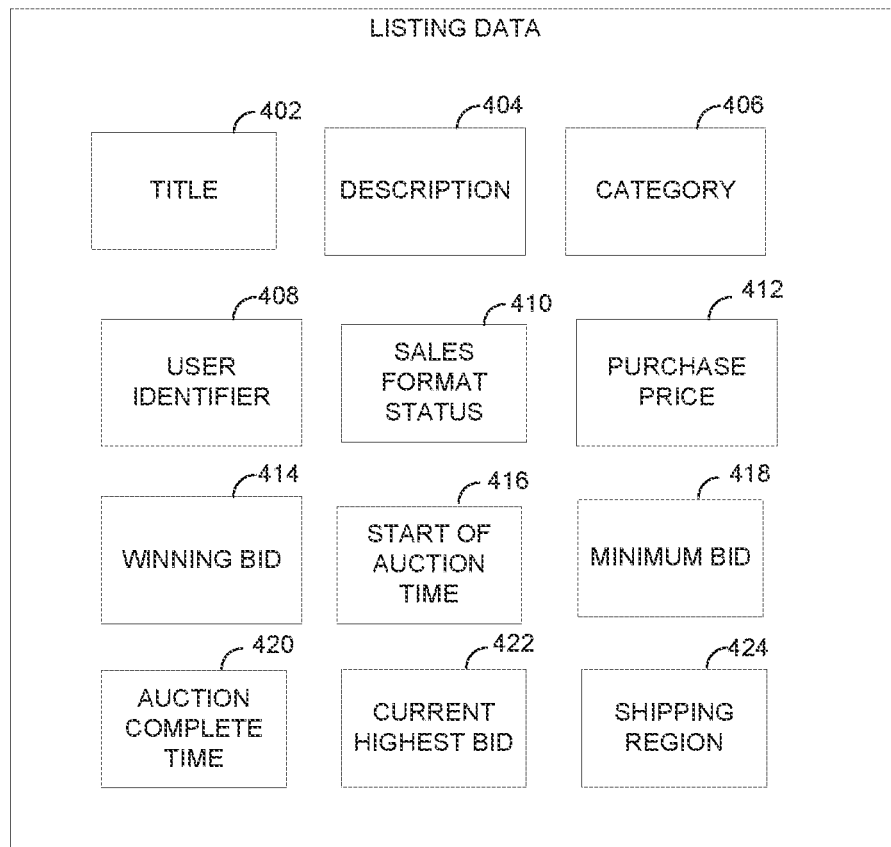 LISTING DATA
402
404
406
TITLE
DESCRIPTION
CATEGORY
408
410
412
USER
IDENTIFIER
SALES
FORMAT
STATUS
PURCHASE
PRICE
414
416
418
WINNING BID
START OF
AUCTION
TIME
MINIMUM BID
420
422
424
AUCTION
COMPLETE
TIME
CURRENT
HIGHEST BID
SHIPPING
REGION